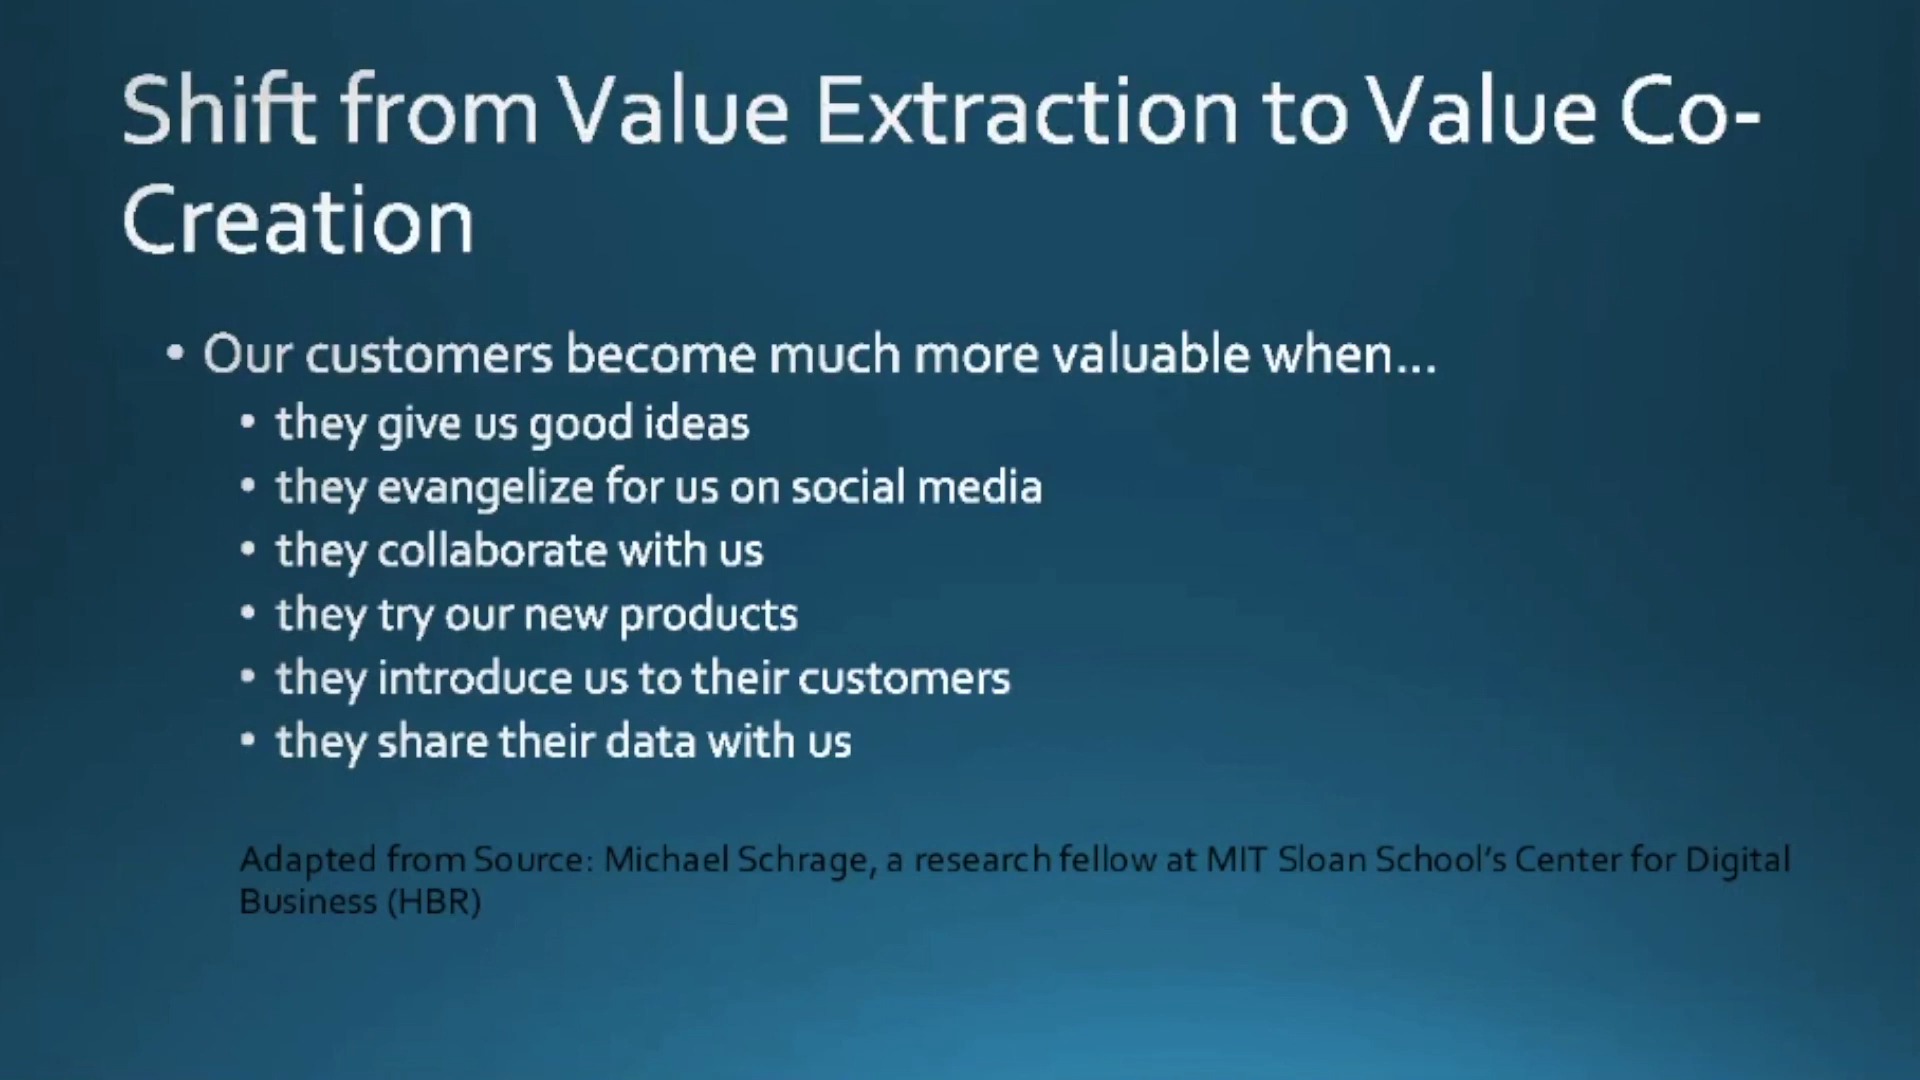 Shift from Value Extraction to Value Co-
Creation
• Our customers become much more valuable when...
• they give us good ideas
• they evangelize for us on social media
• they collaborate with us
• they try our new products
• they introduce us to their customers
• they share their data with us
Adapted from Source: Michael Schrage, a research fellow at MIT Sloan School’s Center for Digital
Business (HBR)